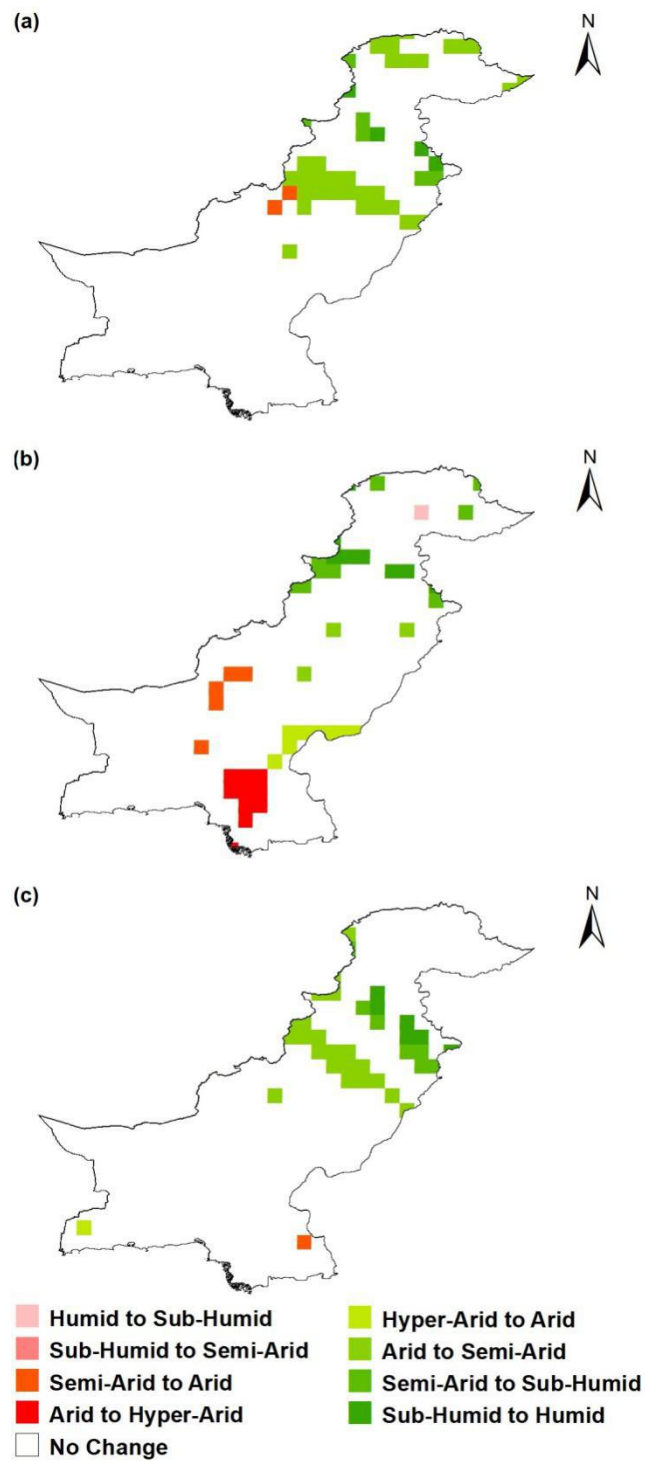 (a)
N
(b)
N
(c)
N
Humid to Sub-Humid
Sub-Humid to Semi-Arid
Semi-Arid to Arid
Arid to Hyper-Arid
No Change
Hyper-Arid to Arid
Arid to Semi-Arid
Semi-Arid to Sub-Humid
Sub-Humid to Humid